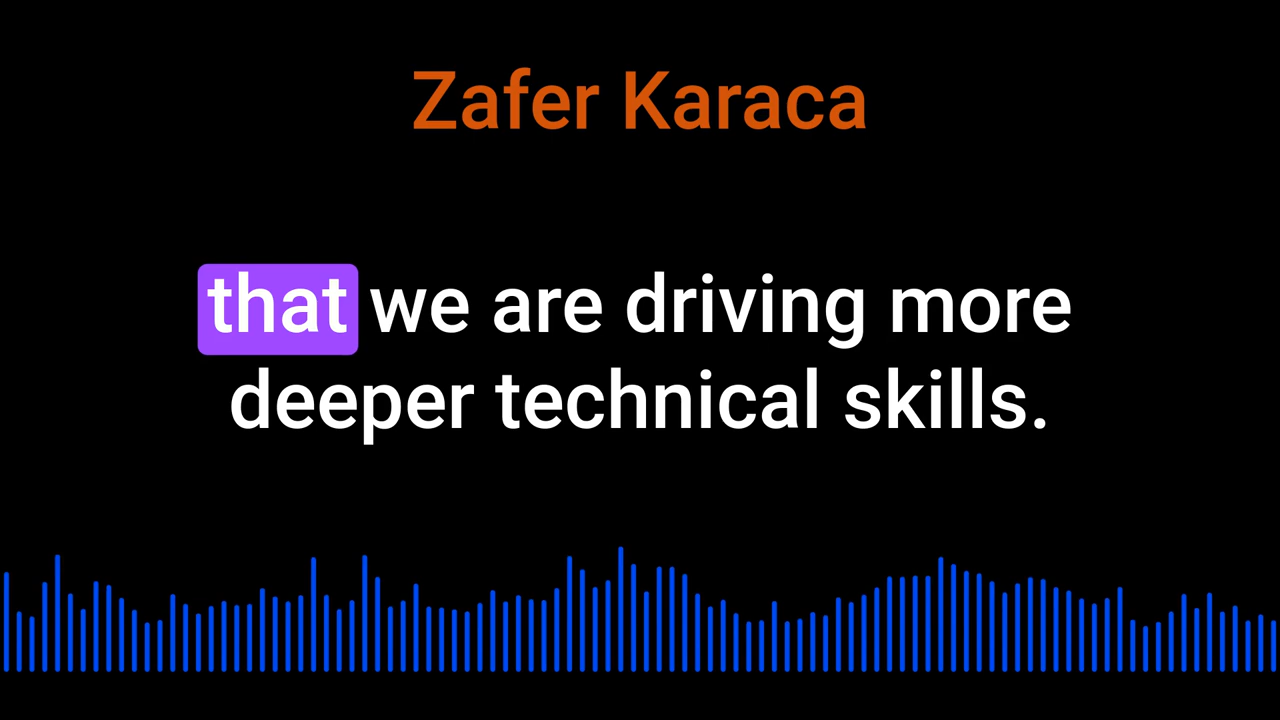 Zafer Karaca
that we are driving more
deeper technical skills.